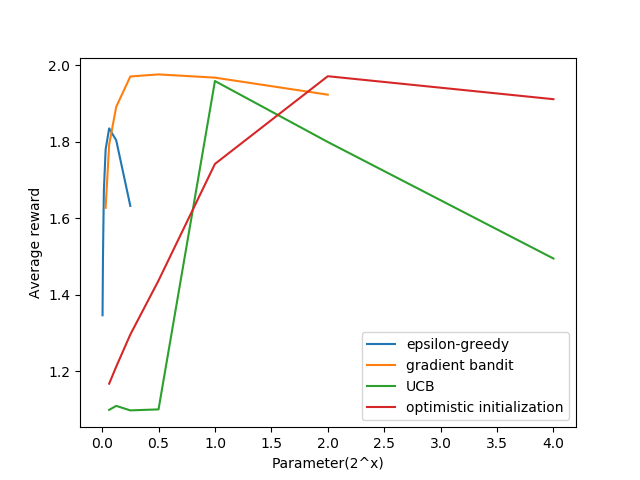 2.0
1.8
1.6
1.4
1.2
Average reward
epsilon-greedy
gradient bandit
UCB
optimistic initialization
0.0 0.5 1.0 1.5 2.0 2.5 3.0 3.5 4.0
Parameter(2^x)